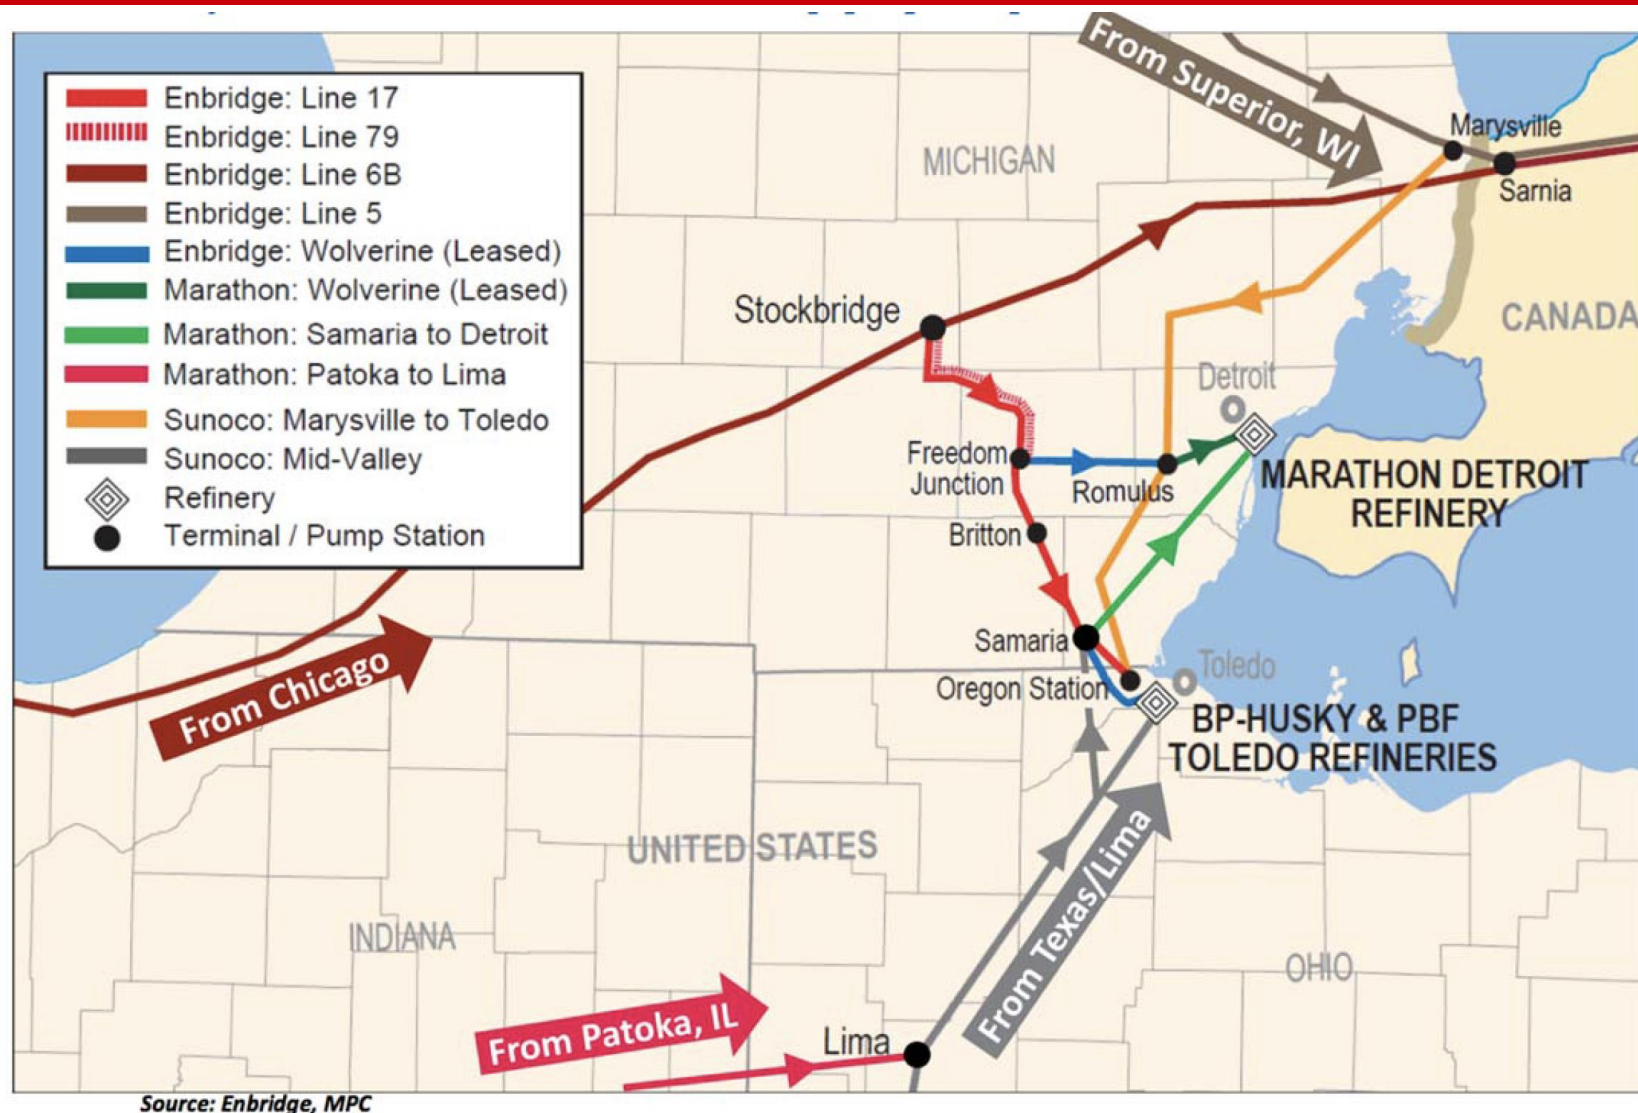 Enbridge: Line 17
Enbridge: Line 79
Enbridge: Line 6B
Enbridge: Line 5
Enbridge: Wolverine (Leased)
Marathon: Wolverine (Leased)
Marathon: Samaria to Detroit
Marathon: Patoka to Lima
Sunoco: Marysville to Toledo
Sunoco: Mid-Valley
Refinery
Terminal / Pump Station
From Superior, WI
MICHIGAN
Marysville
Sarnia
Stockbridge
CANADA
Detroit
Freedom
Junction
Romulus
MARATHON DETROIT
REFINERY
Britton
Samaria
Oregon Station
Toledo
From Chicago
BP-HUSKY & PBF
TOLEDO REFINERIES
UNITED STATES
From Texas/Lima
INDIANA
OHIO
From Patoka, IL
Lima
Source: Enbridge, MPC